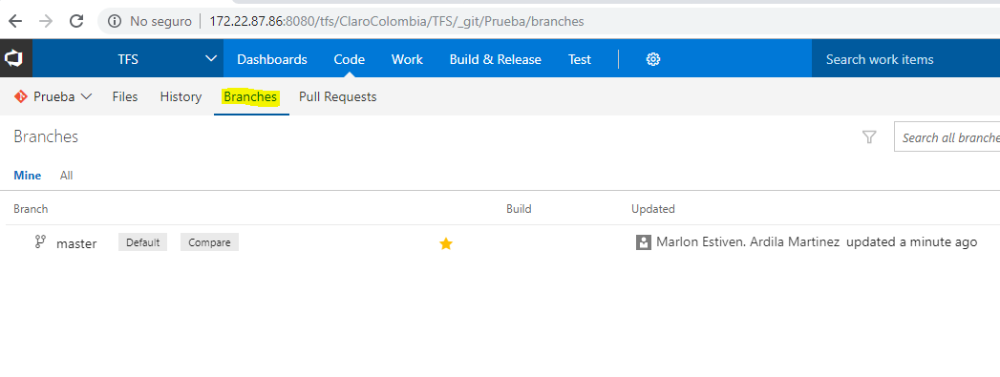 No seguro 172.22.87.86:8080/tfs/ClaroColombia/TFS/_git/Prueba/branches
TFS Dashboards Code Work Build & Release Test Search work items
Prueba Files History Branches Pull Requests
Branches Search all branche
Mine All
Branch Build Updated
master Default Compare Marlon Estiven. Ardila Martinez updated a minute ago